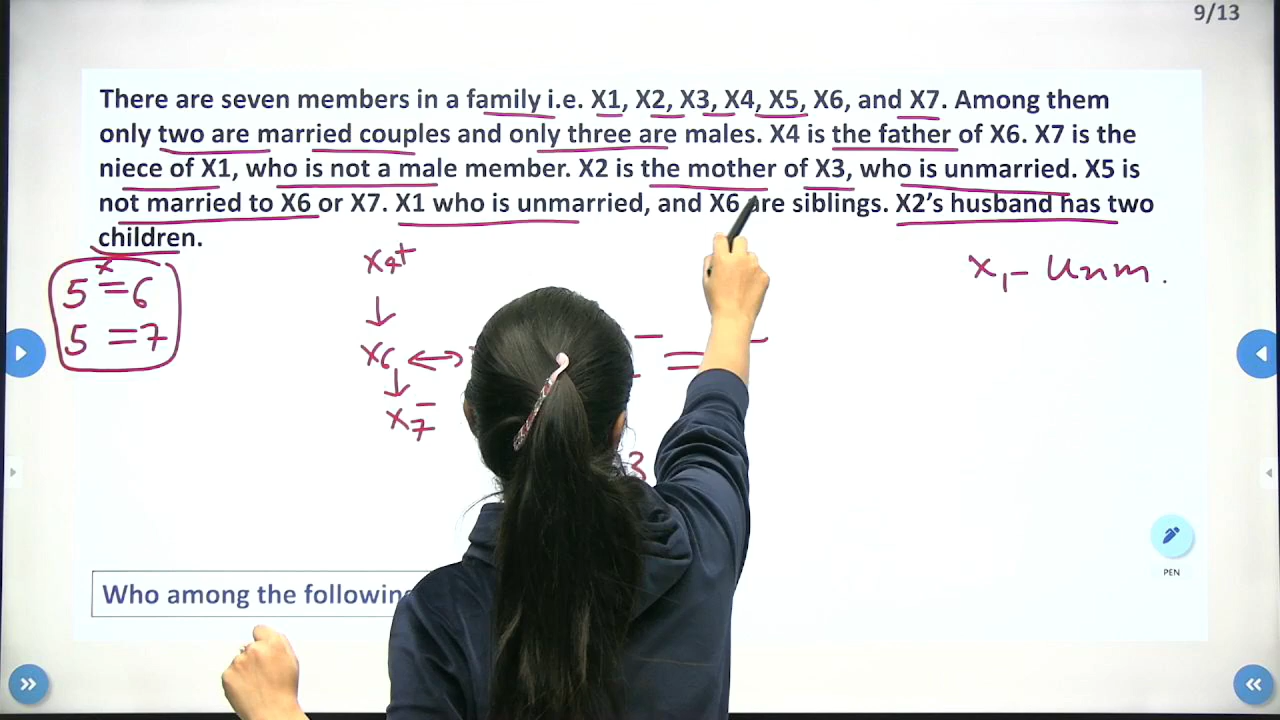 9/13
There are seven members in a family i.e. X1, X2, X3, X4, X5, X6, and X7. Among them
only two are married couples and only three are males. X4 is the father of X6. X7 is the
niece of X1, who is not a male member. X2 is the mother of X3, who is unmarried. X5 is
not married to X6 or X7. X1 who is unmarried, and X6 are siblings. X2's husband has two
children.
5 = 6
x
5 = 7
X4+
X6
X7 -
3
X1 - Unm.
Who among the following
PEN